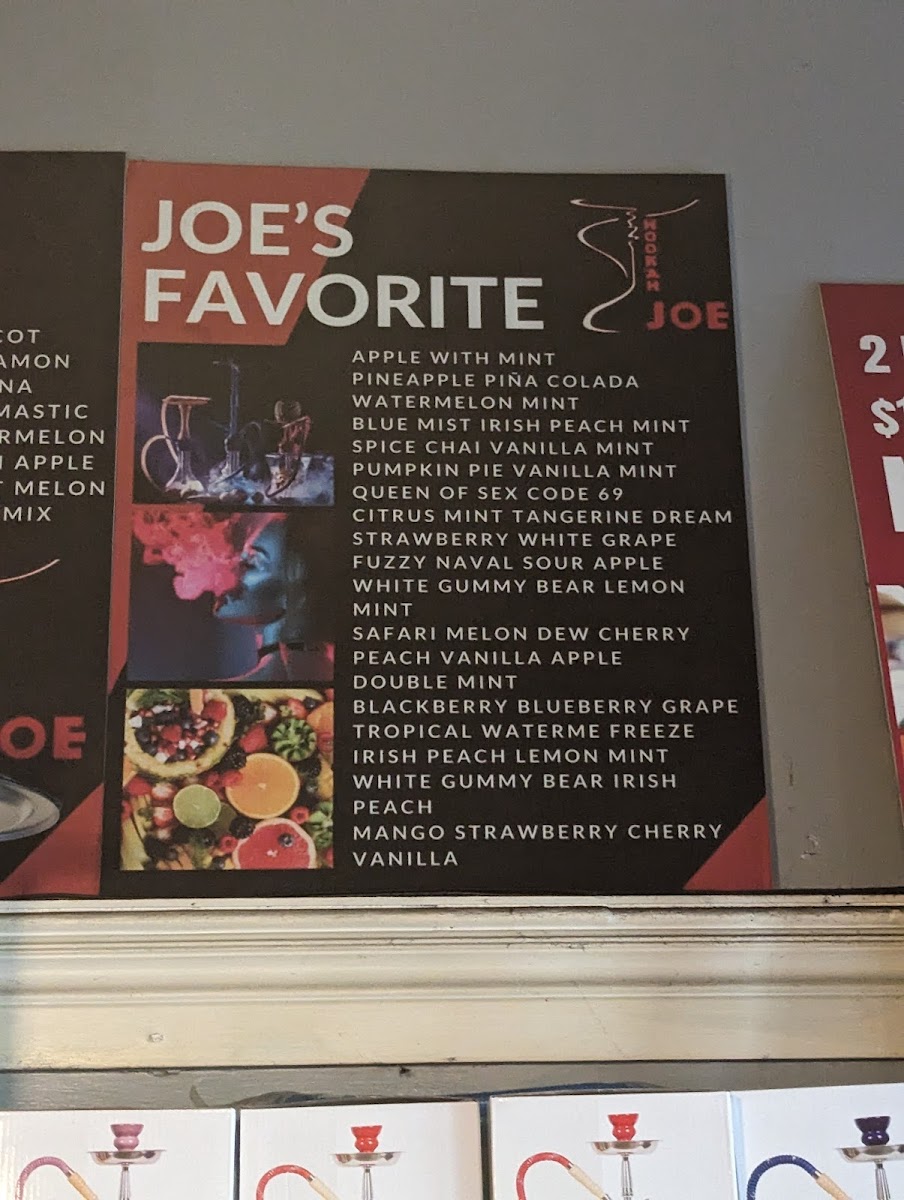 COT
AMON
NA
MASTIC
RMELON
APPLE
T MELON
MIX
OE
JOE'S
FAVORITE
HOOKAH
JOE
APPLE WITH MINT
PINEAPPLE PIÑA COLADA
WATERMELON MINT
BLUE MIST IRISH PEACH MINT
SPICE CHAI VANILLA MINT
PUMPKIN PIE VANILLA MINT
QUEEN OF SEX CODE 69
CITRUS MINT TANGERINE DREAM
STRAWBERRY WHITE GRAPE
FUZZY NAVAL SOUR APPLE
WHITE GUMMY BEAR LEMON
MINT
SAFARI MELON DEW CHERRY
PEACH VANILLA APPLE
DOUBLE MINT
BLACKBERRY BLUEBERRY GRAPE
TROPICAL WATERME FREEZE
IRISH PEACH LEMON MINT
WHITE GUMMY BEAR IRISH
PEACH
MANGO STRAWBERRY CHERRY
VANILLA
2
$1